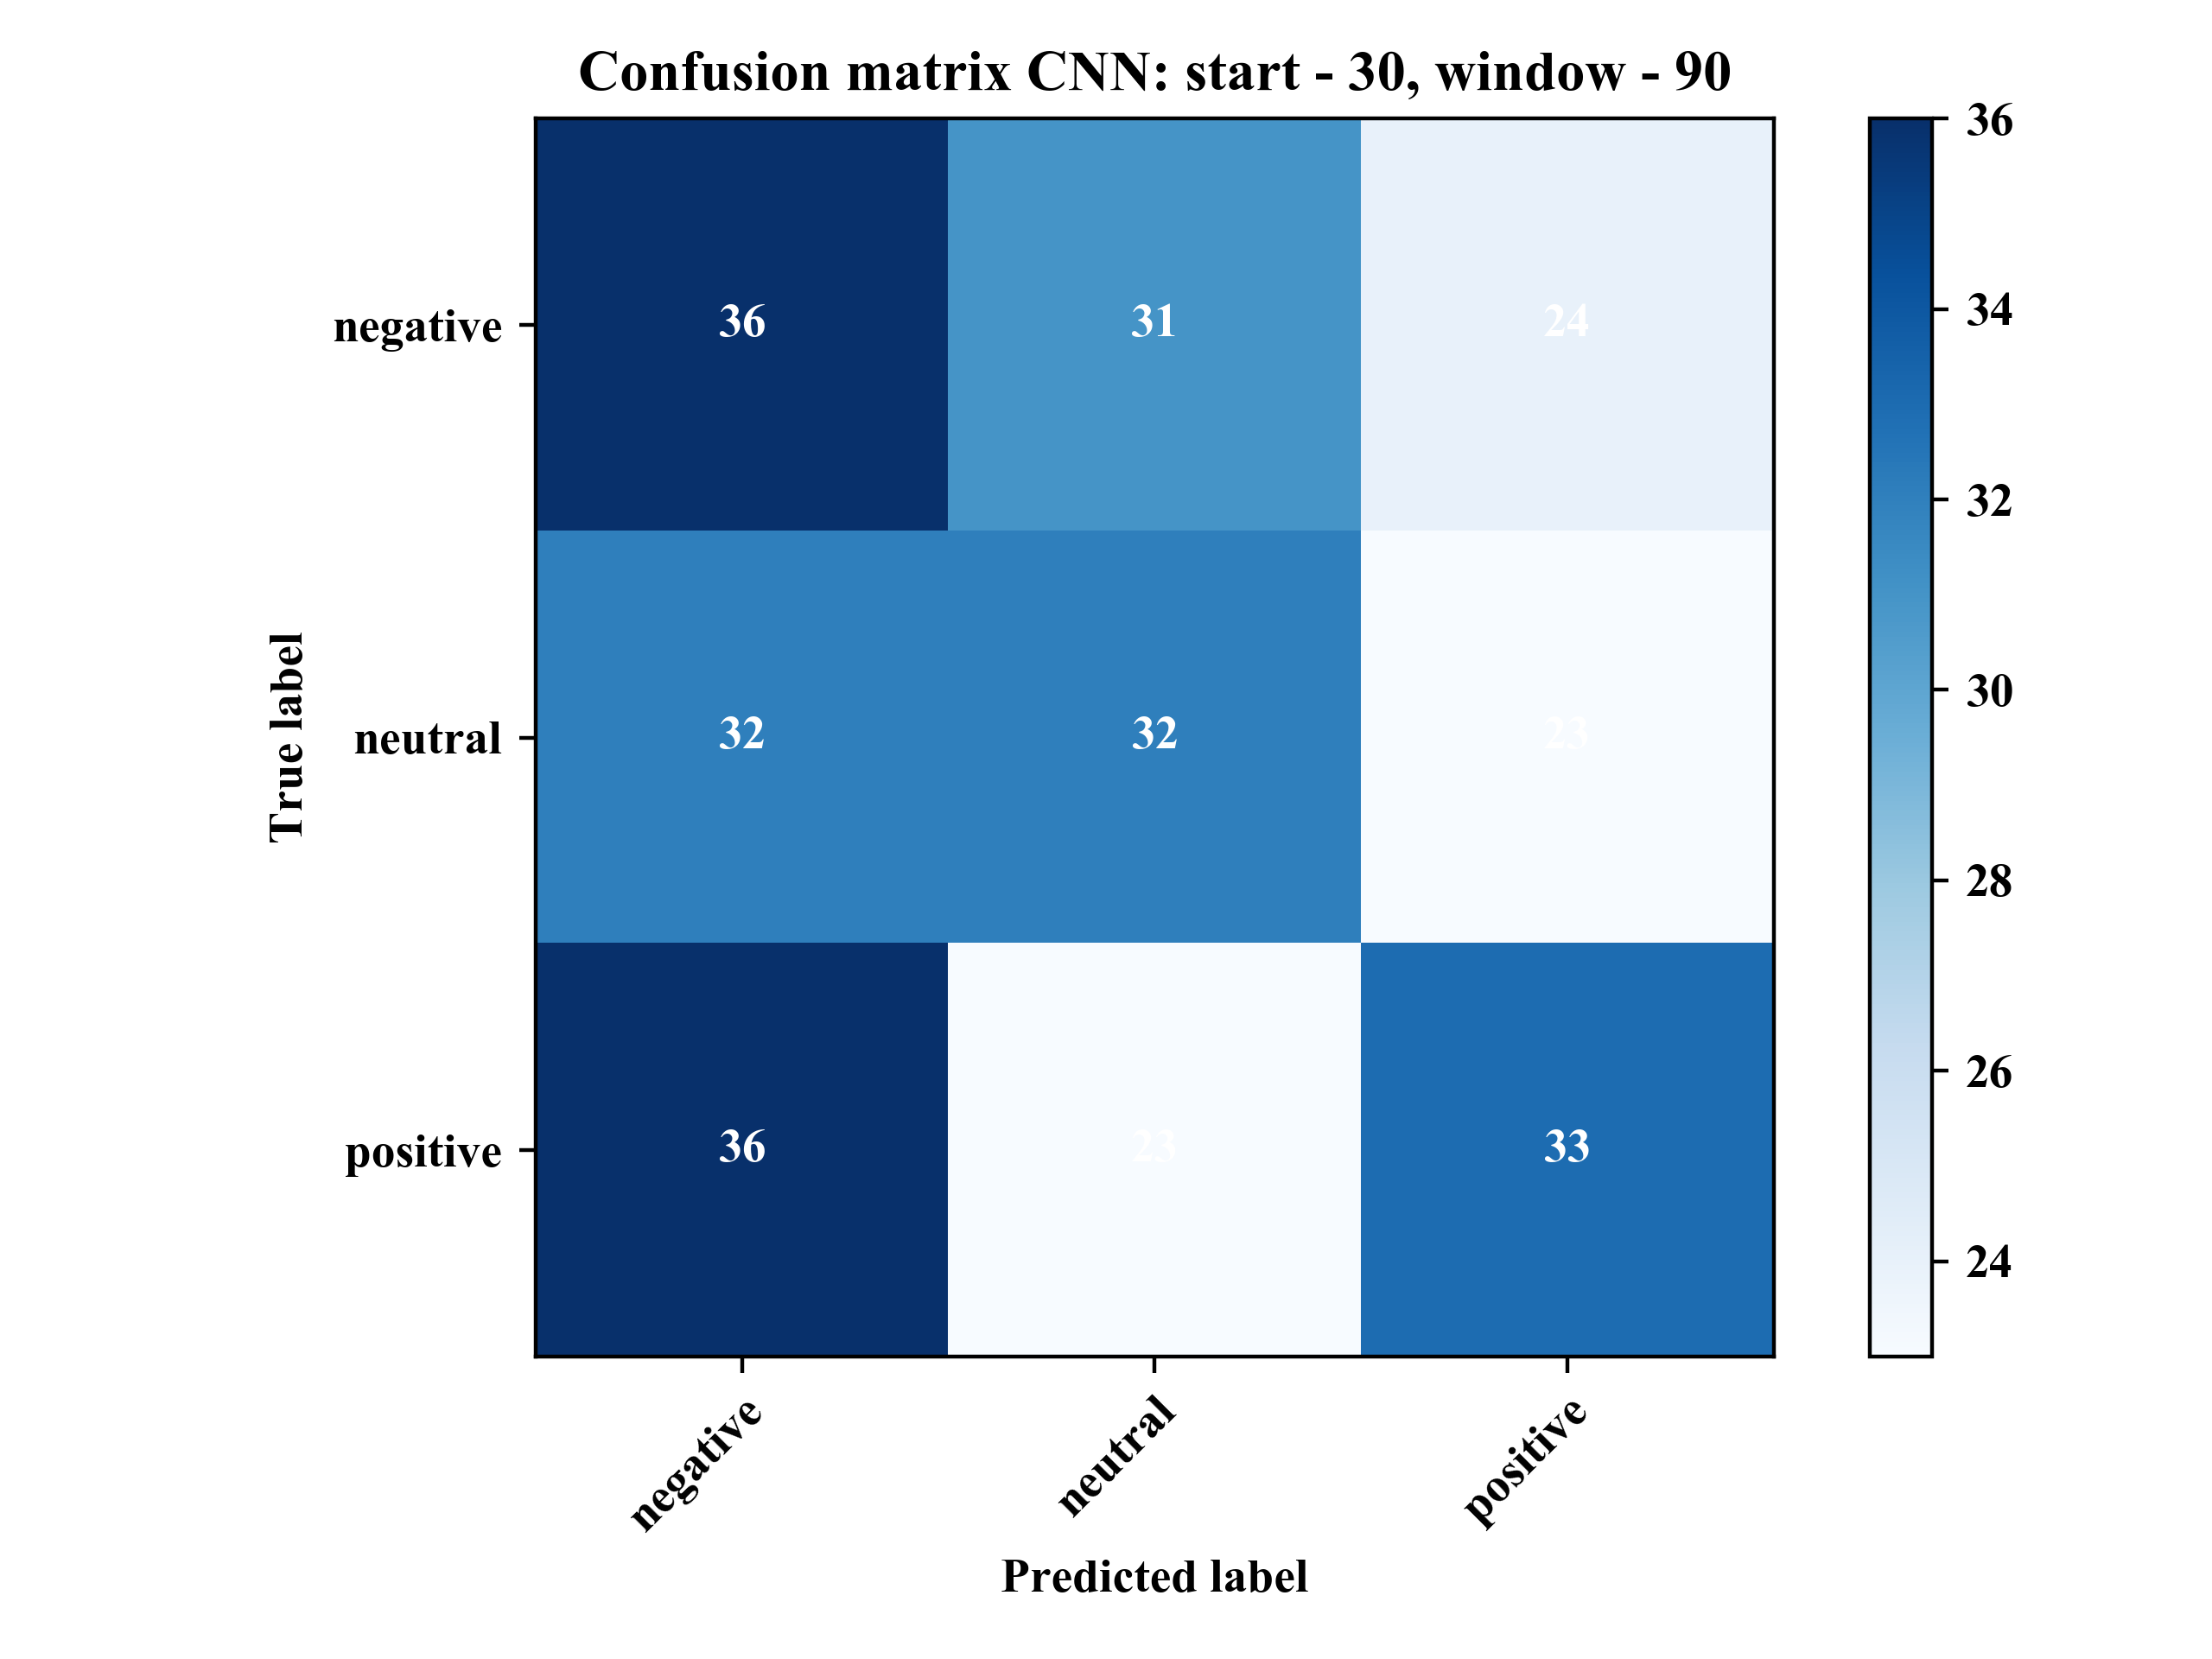 Confusion matrix CNN: start - 30, window - 90
36
negative 36 31 24
34
32
True label
30
neutral 32 32 23
28
26
positive 36 23 33
24
negative neutral positive
Predicted label